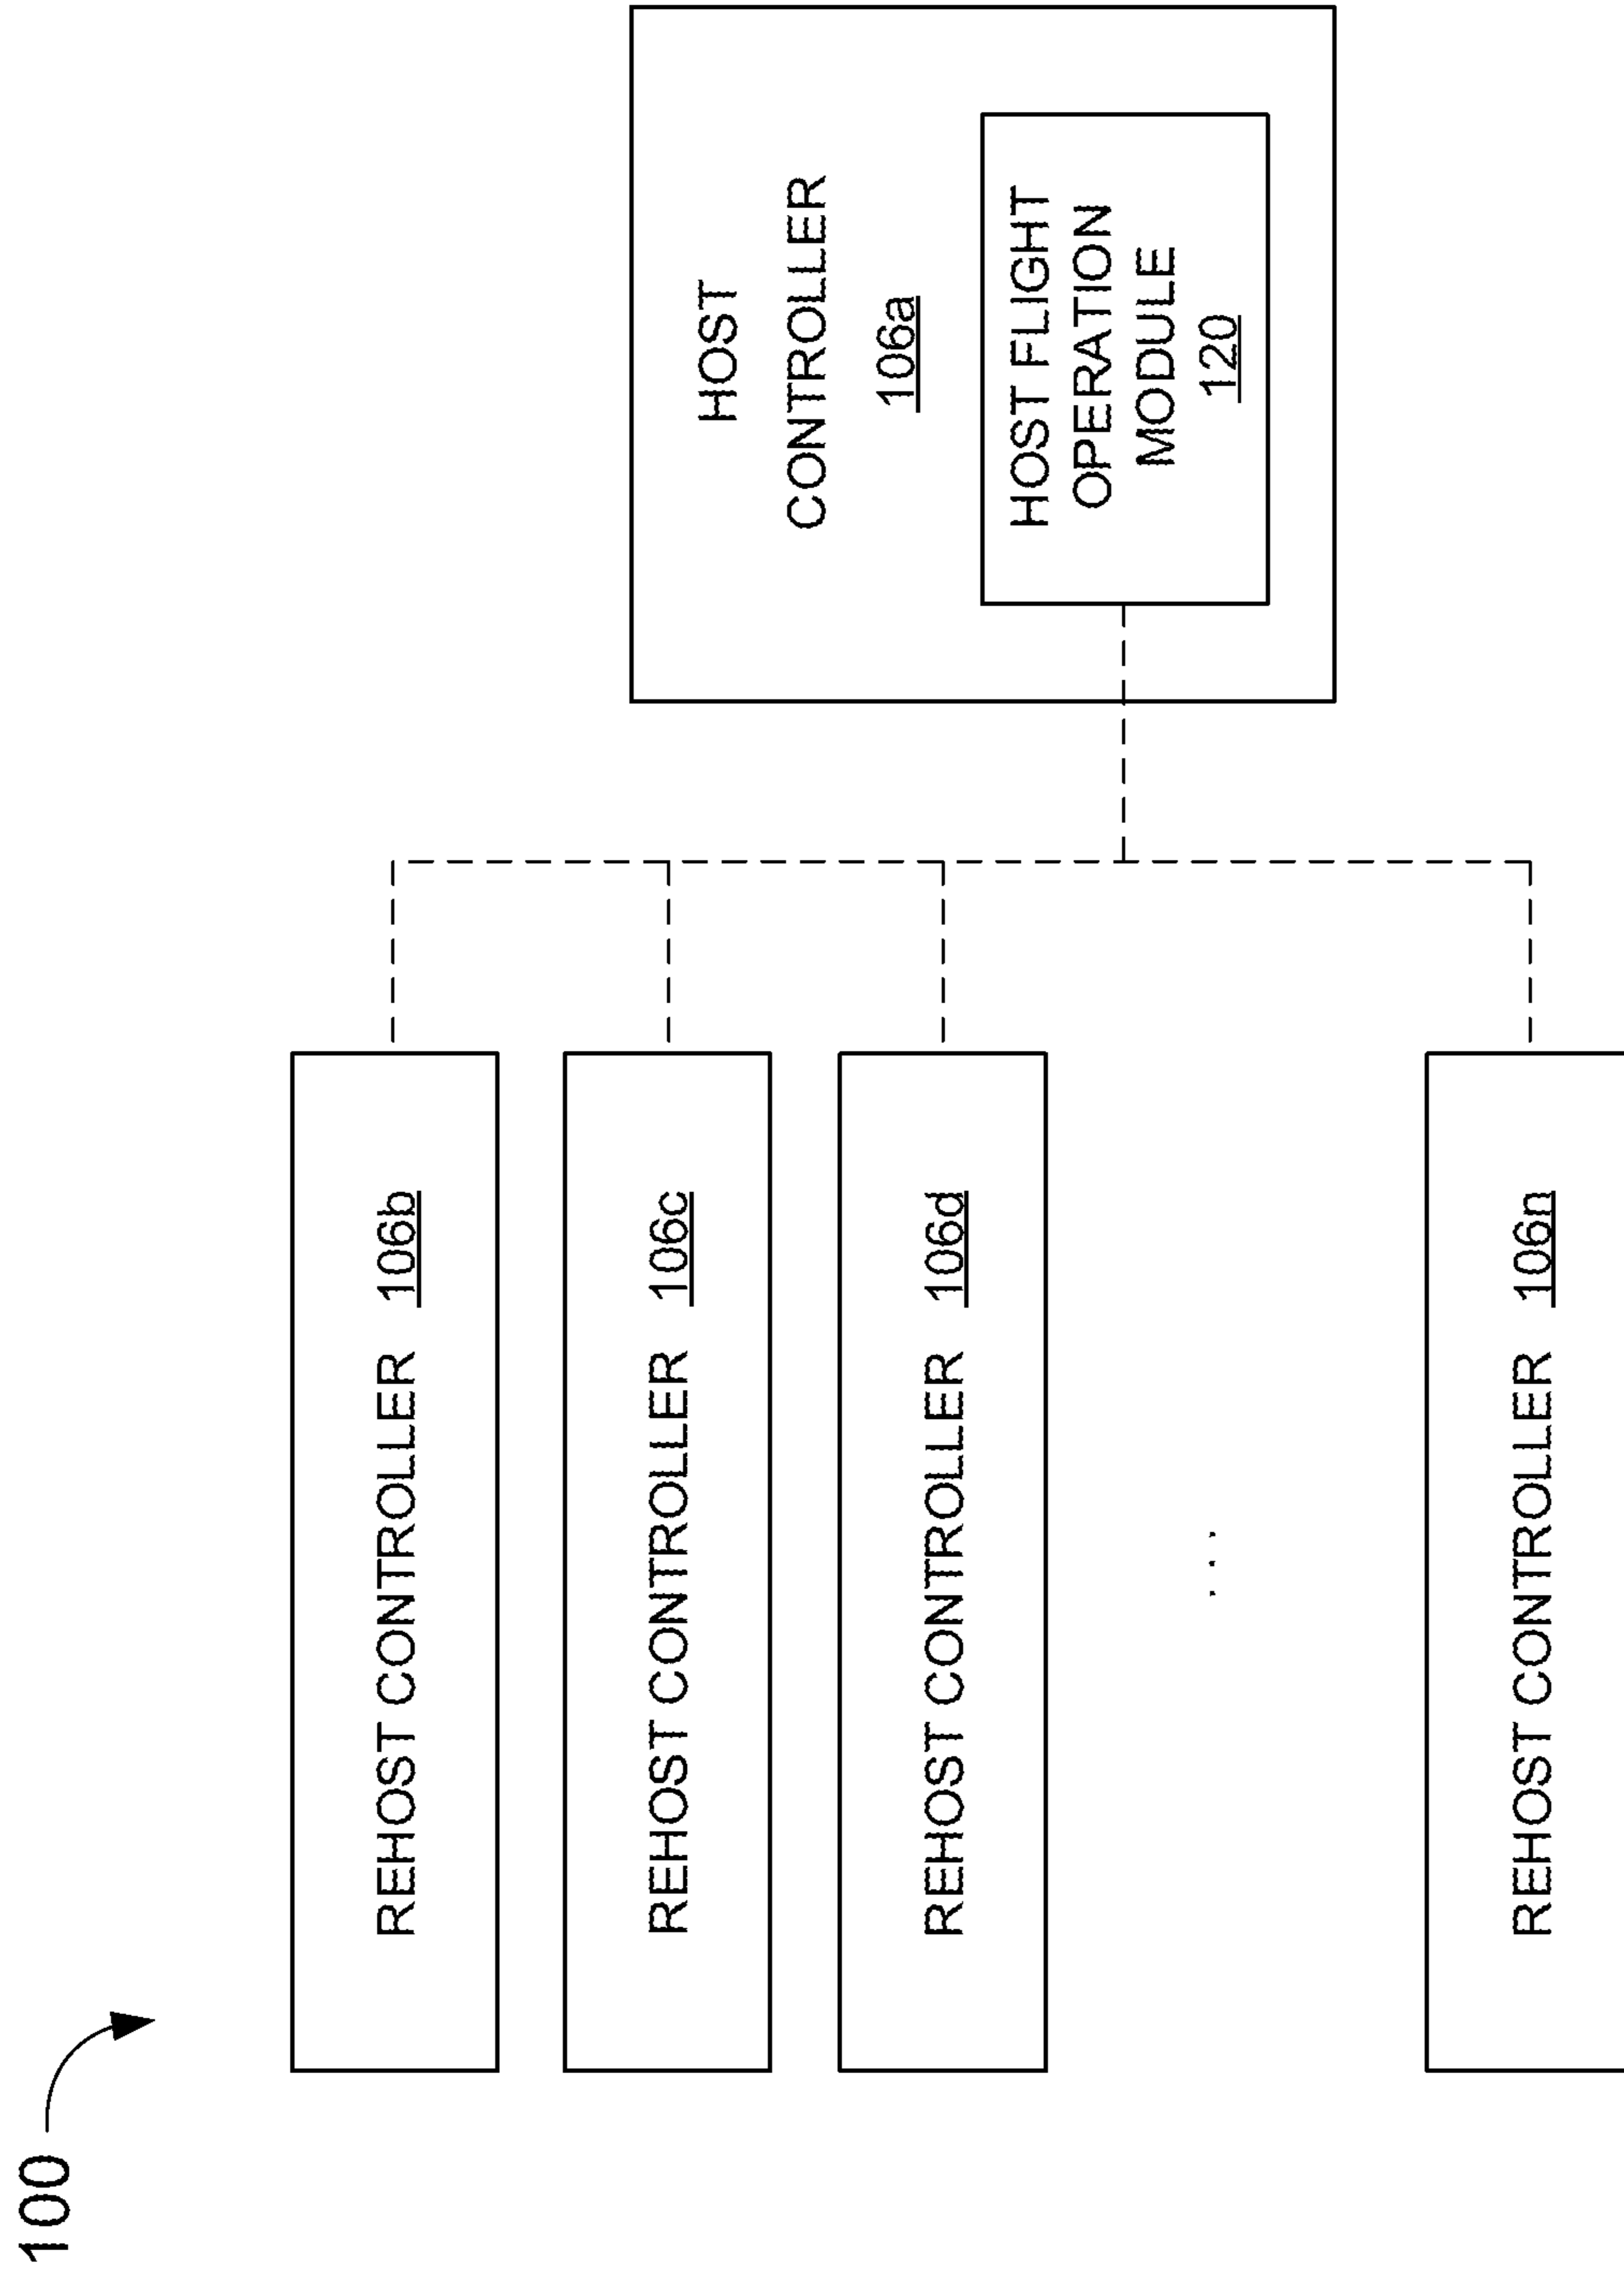 100
REHOST CONTROLLER 106b
REHOST CONTROLLER 106c
REHOST CONTROLLER 106d
. . .
REHOST CONTROLLER 106n
HOST
CONTROLLER
106a
HOST FLIGHT
OPERATION
MODULE
120